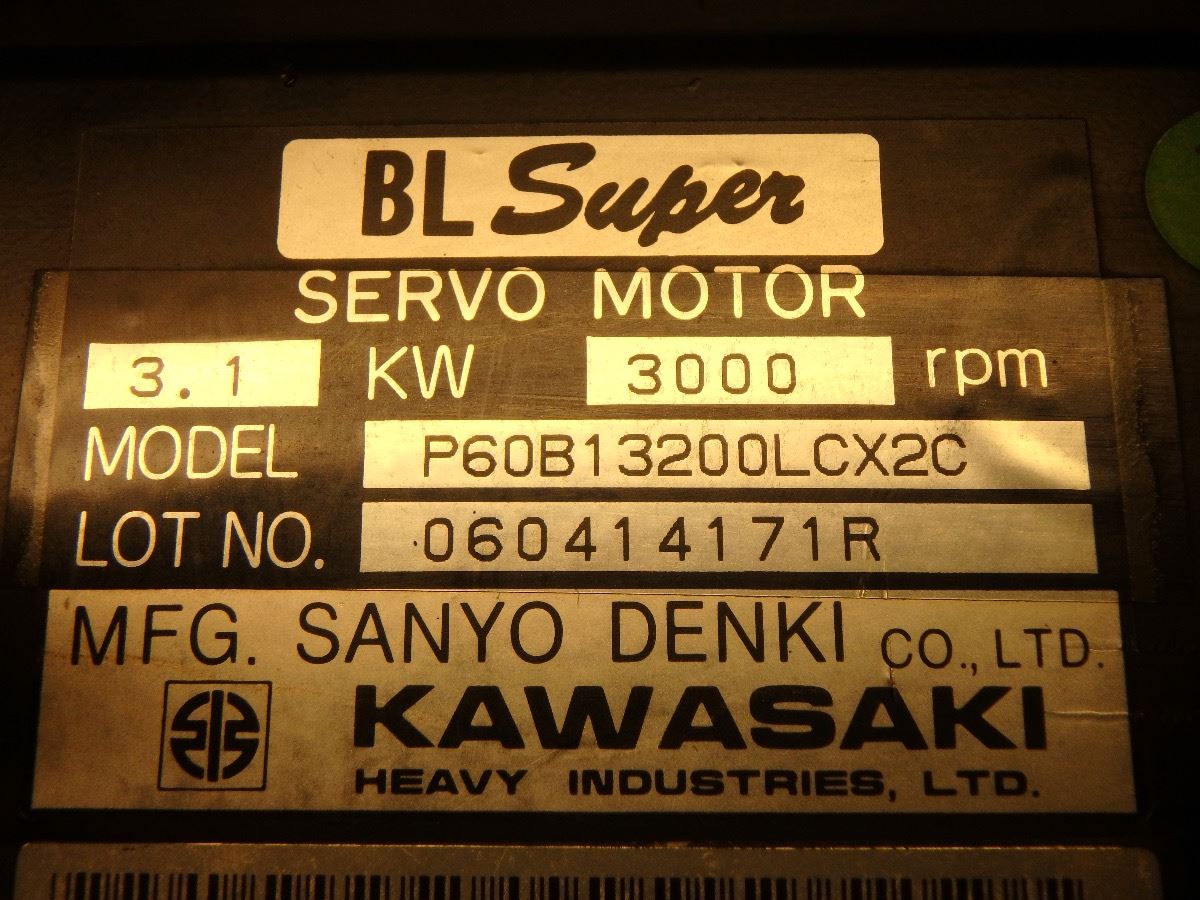 BL Super
SERVO MOTOR
3.1 KW 3000 rpm
MODEL P60B13200LCX2C
LOT NO. 060414171R
MFG. SANYO DENKI CO., LTD.
KAWASAKI
HEAVY INDUSTRIES, LTD.